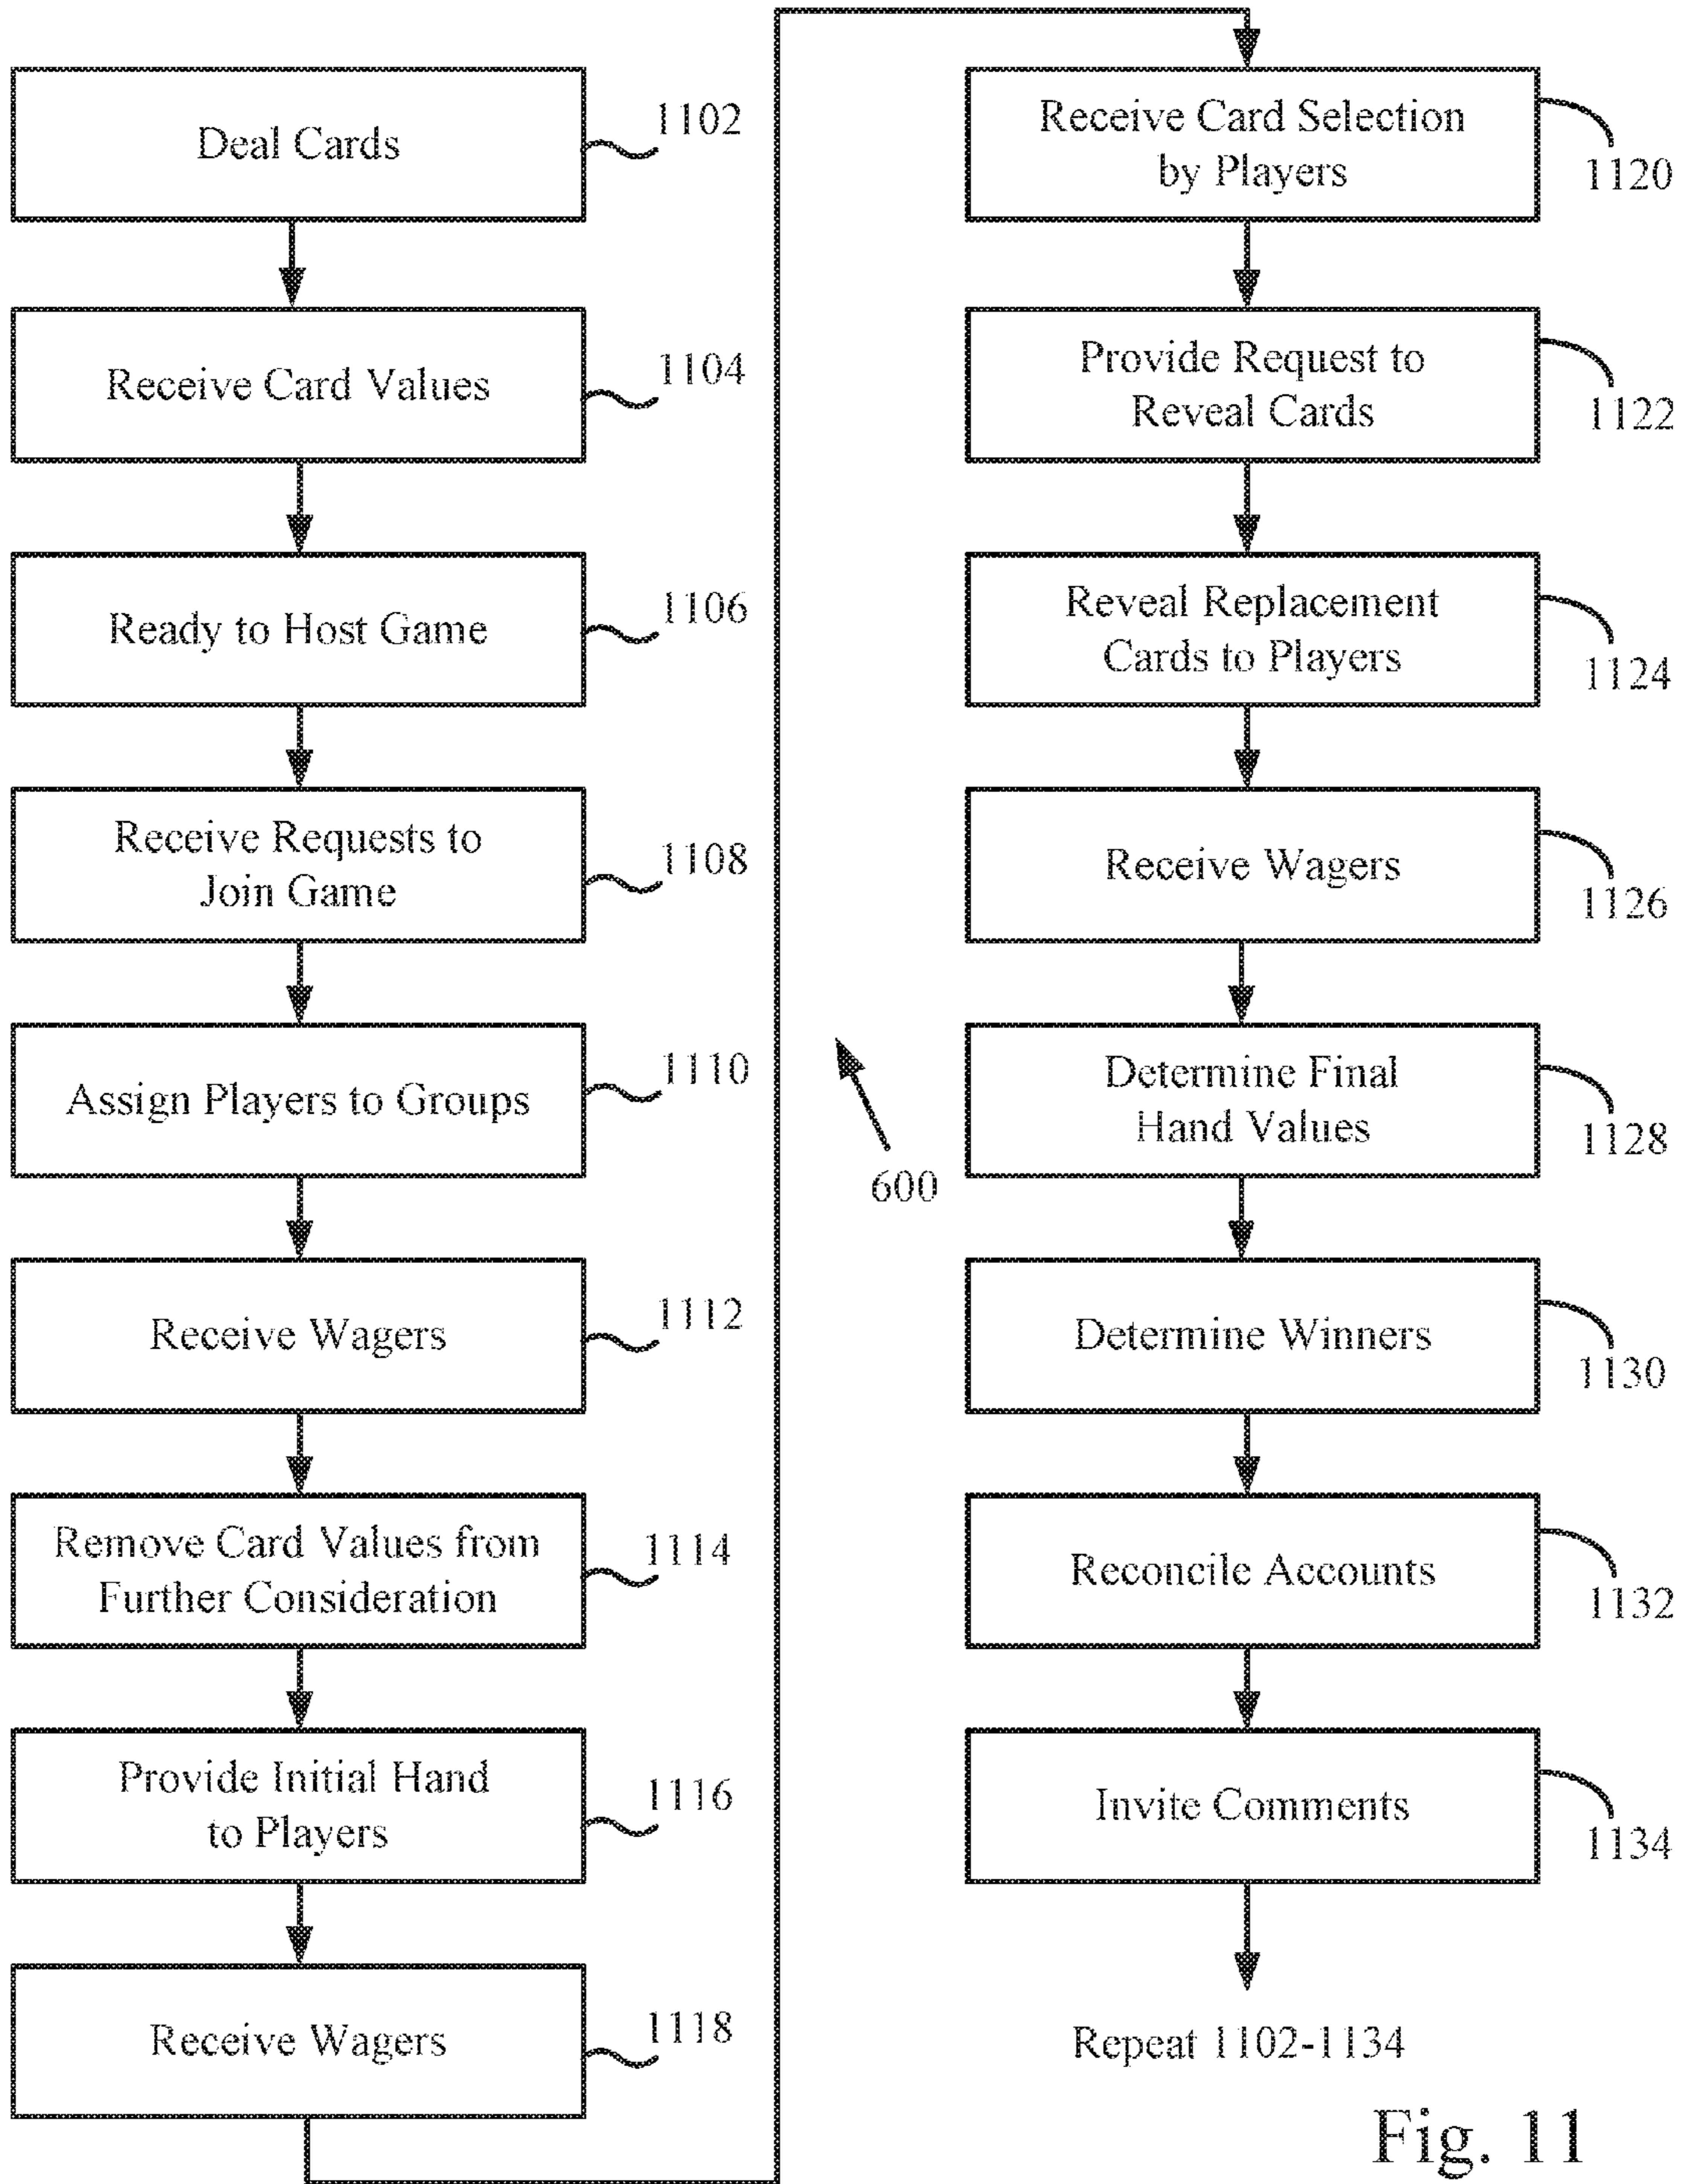 Deal Cards
1102
Receive Card Values
1104
Ready to Host Game
1106
Receive Requests to
Join Game
1108
Assign Players to Groups
1110
Receive Wagers
1112
Remove Card Values from
Further Consideration
1114
Provide Initial Hand
to Players
1116
Receive Wagers
1118
600
Receive Card Selection
by Players
1120
Provide Request to
Reveal Cards
1122
Reveal Replacement
Cards to Players
1124
Receive Wagers
1126
Determine Final
Hand Values
1128
Determine Winners
1130
Reconcile Accounts
1132
Invite Comments
1134
Repeat 1102-1134
Fig. 11